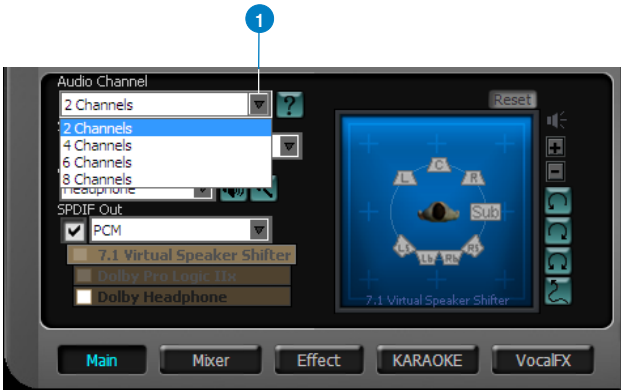 1
Audio Channel
2 Channels
?
Reset
2 Channels
4 Channels
6 Channels
8 Channels
Headphone
SPDIF Out
PCM
7.1 Virtual Speaker Shifter
Dolby Pro Logic IIx
Dolby Headphone
L
C
R
Sub
Ls
Lb
Rb
Rs
7.1 Virtual Speaker Shifter
Main
Mixer
Effect
KARAOKE
VocalFX